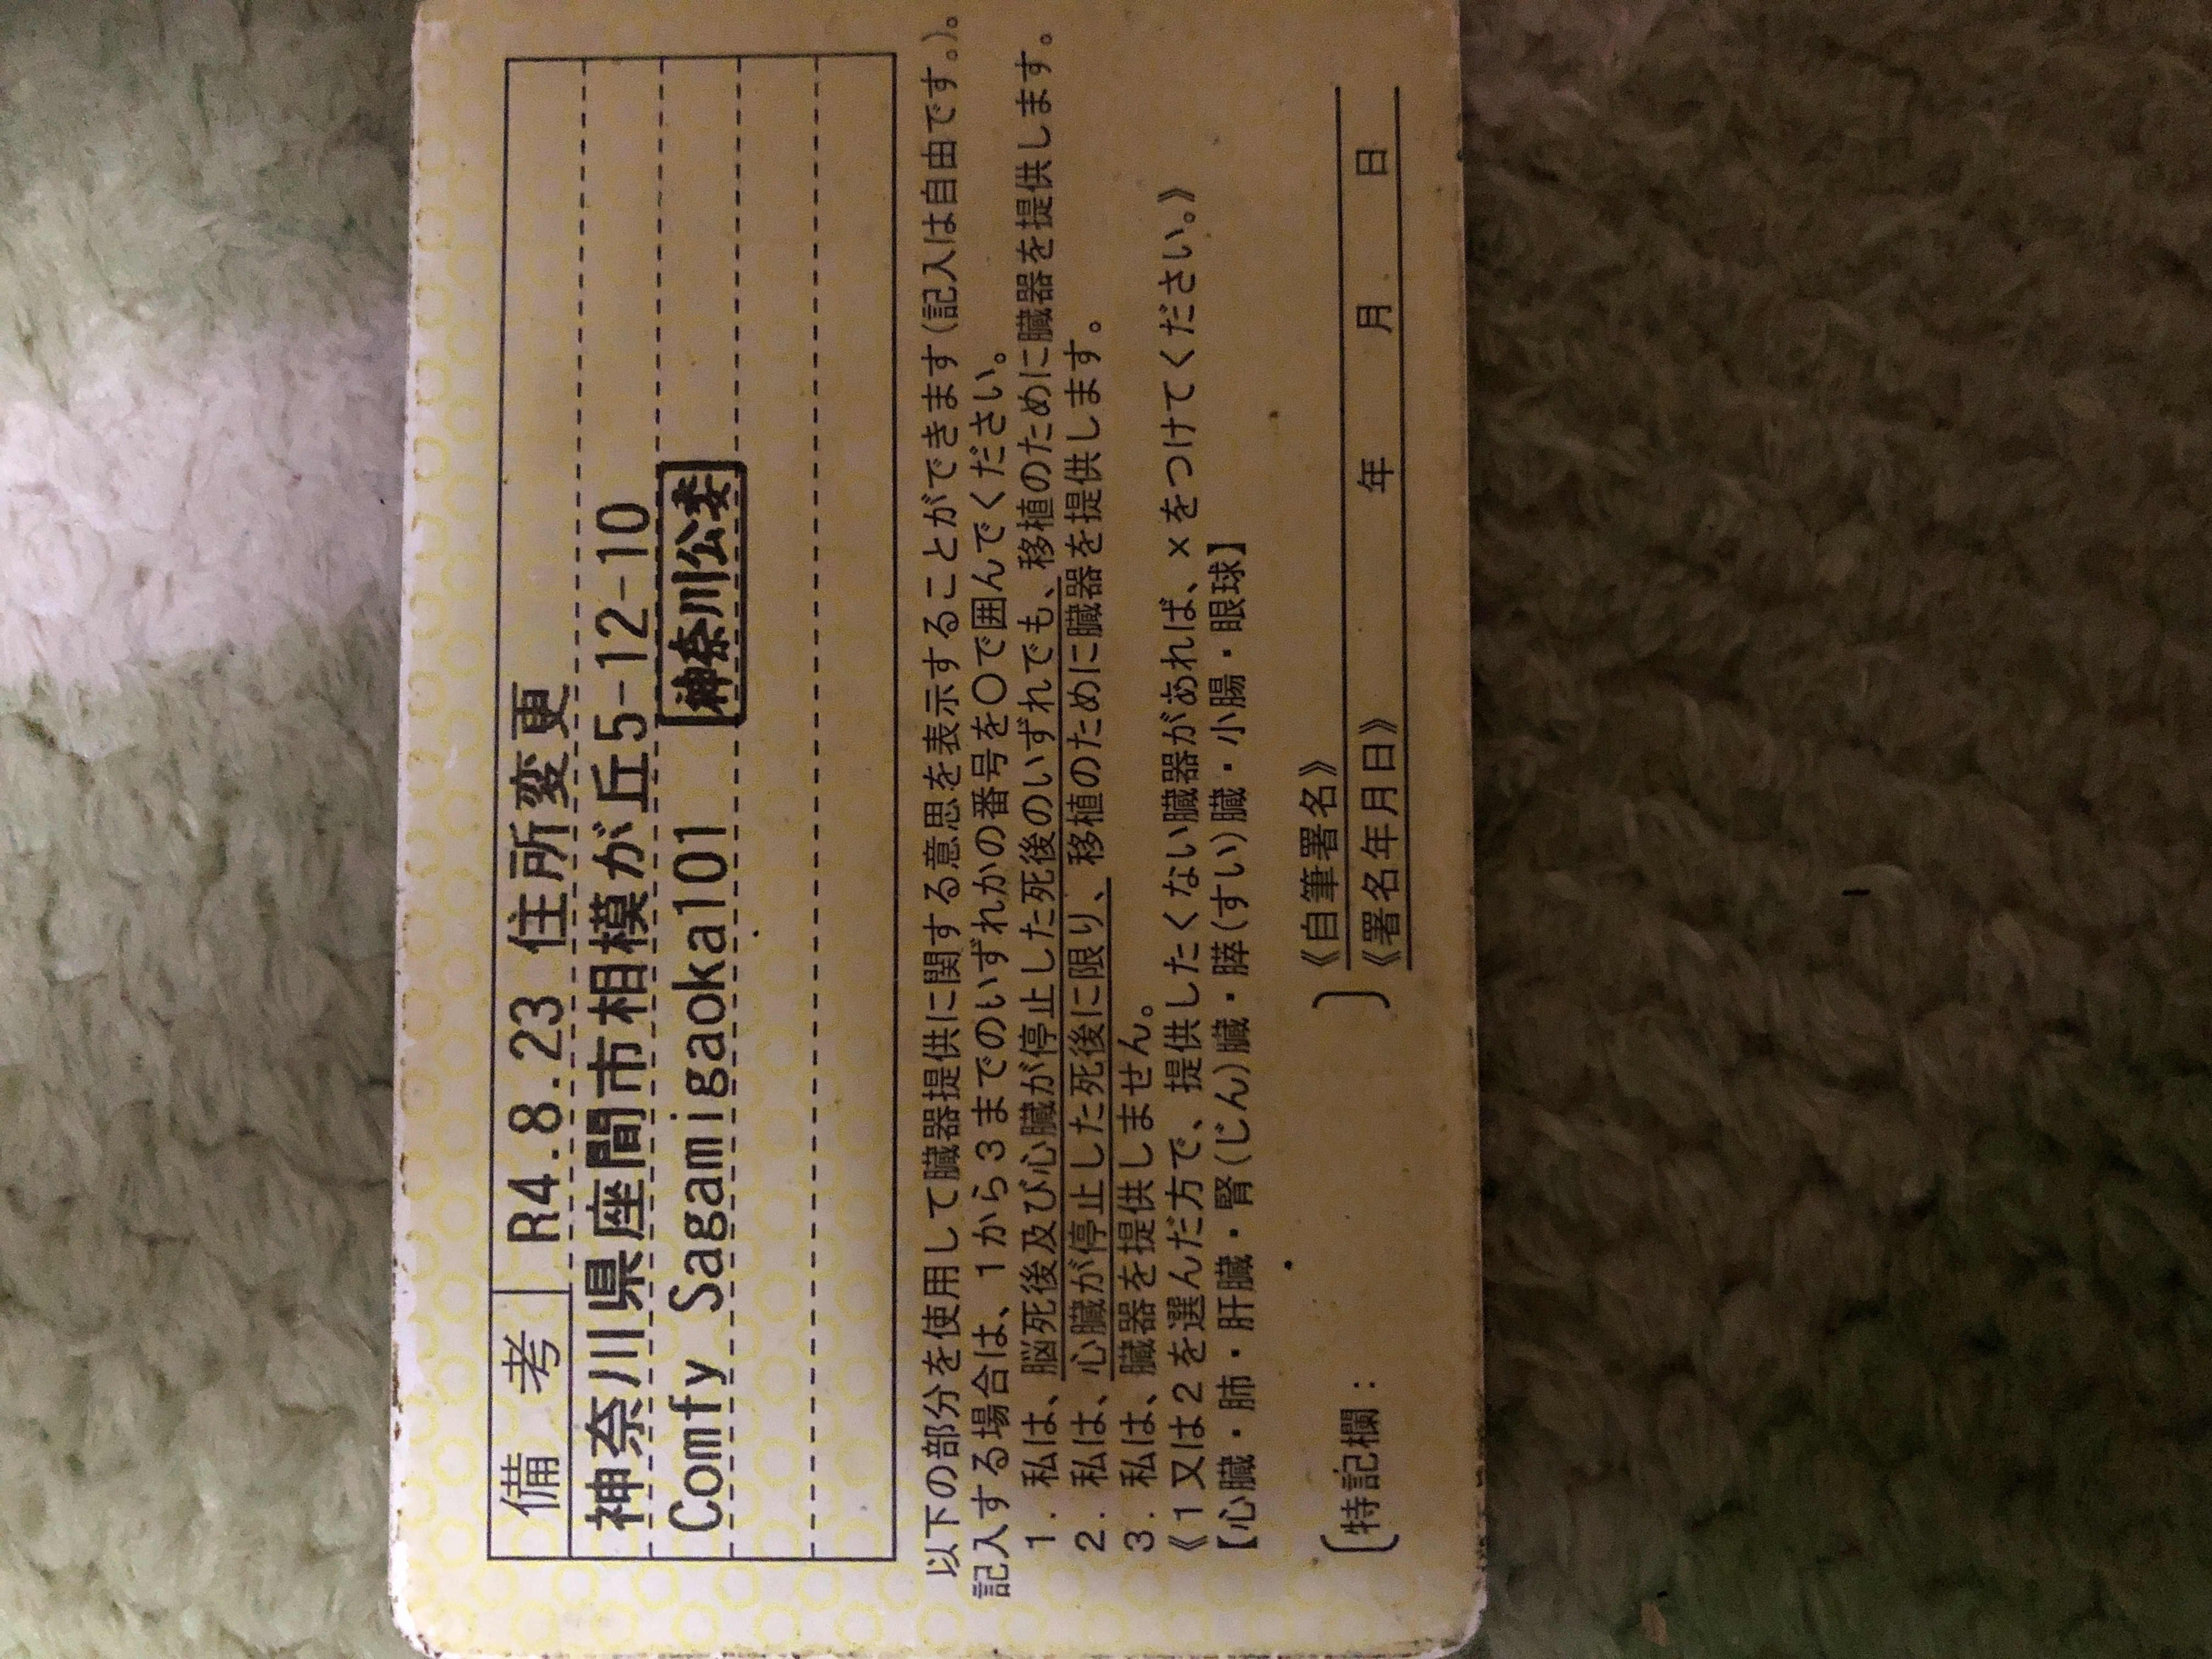 備考 R4.8.23 住所変更
神奈川県座間市相模が丘5-12-10
Comfy Sagamigaoka101 神奈川公委
以下の部分を使用して臓器提供に関する意思を表示することができます(記入は自由です。)。
記入する場合は、1から3までのいずれかの番号を〇で囲んでください。
1. 私は、脳死後及び心臓が停止した死後のいずれでも、移植のために臓器を提供します。
2. 私は、心臓が停止した死後に限り、移植のために臓器を提供します。
3. 私は、臓器を提供しません。
《1又は2を選んだ方で、提供したくない臓器があれば、×をつけてください。》
【心臓・肺・肝臓・腎(じん)臓・膵(すい)臓・小腸・眼球】
《自筆署名》
〔特記欄: 〕
《署名年月日》 年 月 日